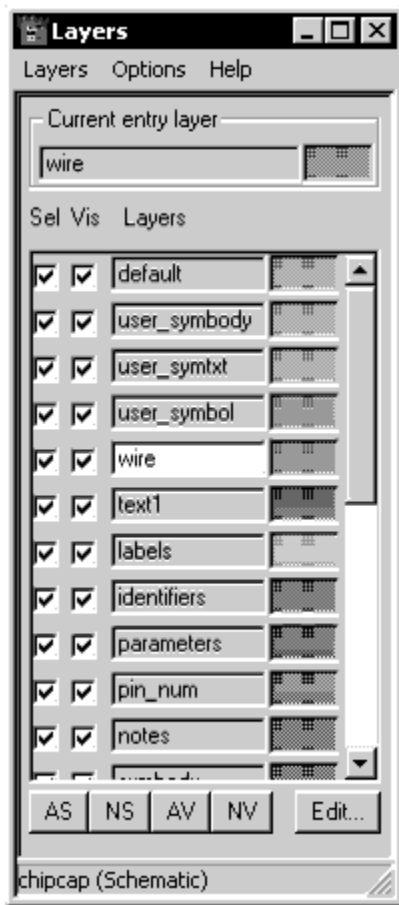 Layers
Layers Options Help
Current entry layer
wire
Sel Vis Layers
default
user_symbody
user_symtxt
user_symbol
wire
text1
labels
identifiers
parameters
pin_num
notes
AS NS AV NV Edit...
chipcap (Schematic)